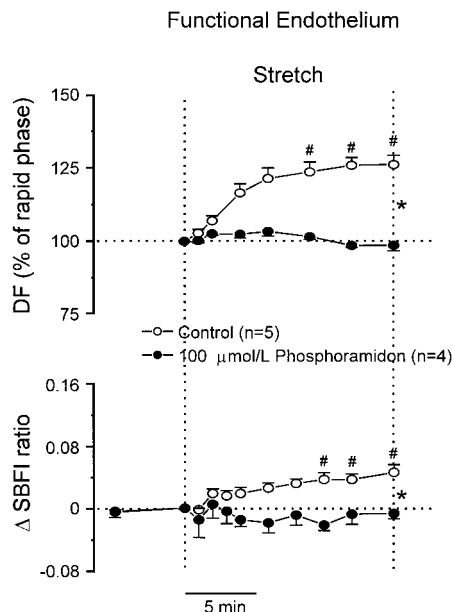 Functional Endothelium
Stretch
DF (% of rapid phase)
150
125
100
75
# # #
*
Control (n=5)
100 μmol/L Phosphoramidon (n=4)
Δ SBFI ratio
0.16
0.08
0
-0.08
# # #
*
5 min